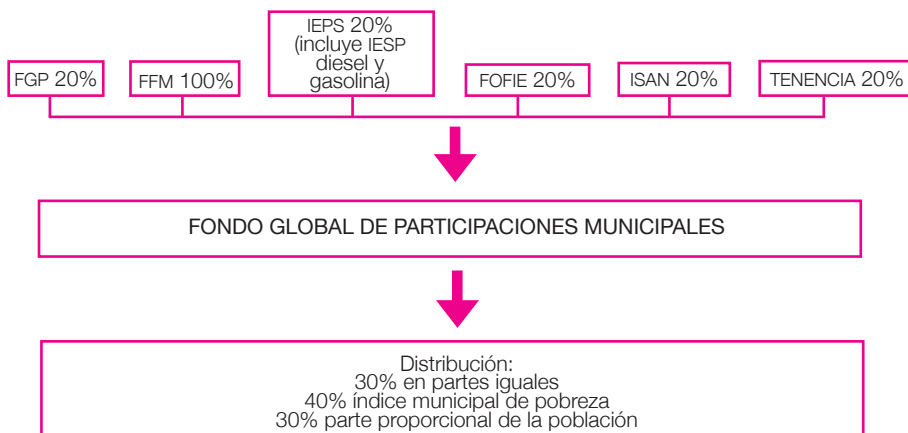 FGP 20%
FFM 100%
IEPS 20%
(incluye IESP
diesel y
gasolina)
FOFIE 20%
ISAN 20%
TENENCIA 20%
FONDO GLOBAL DE PARTICIPACIONES MUNICIPALES
Distribución:
30% en partes iguales
40% índice municipal de pobreza
30% parte proporcional de la población